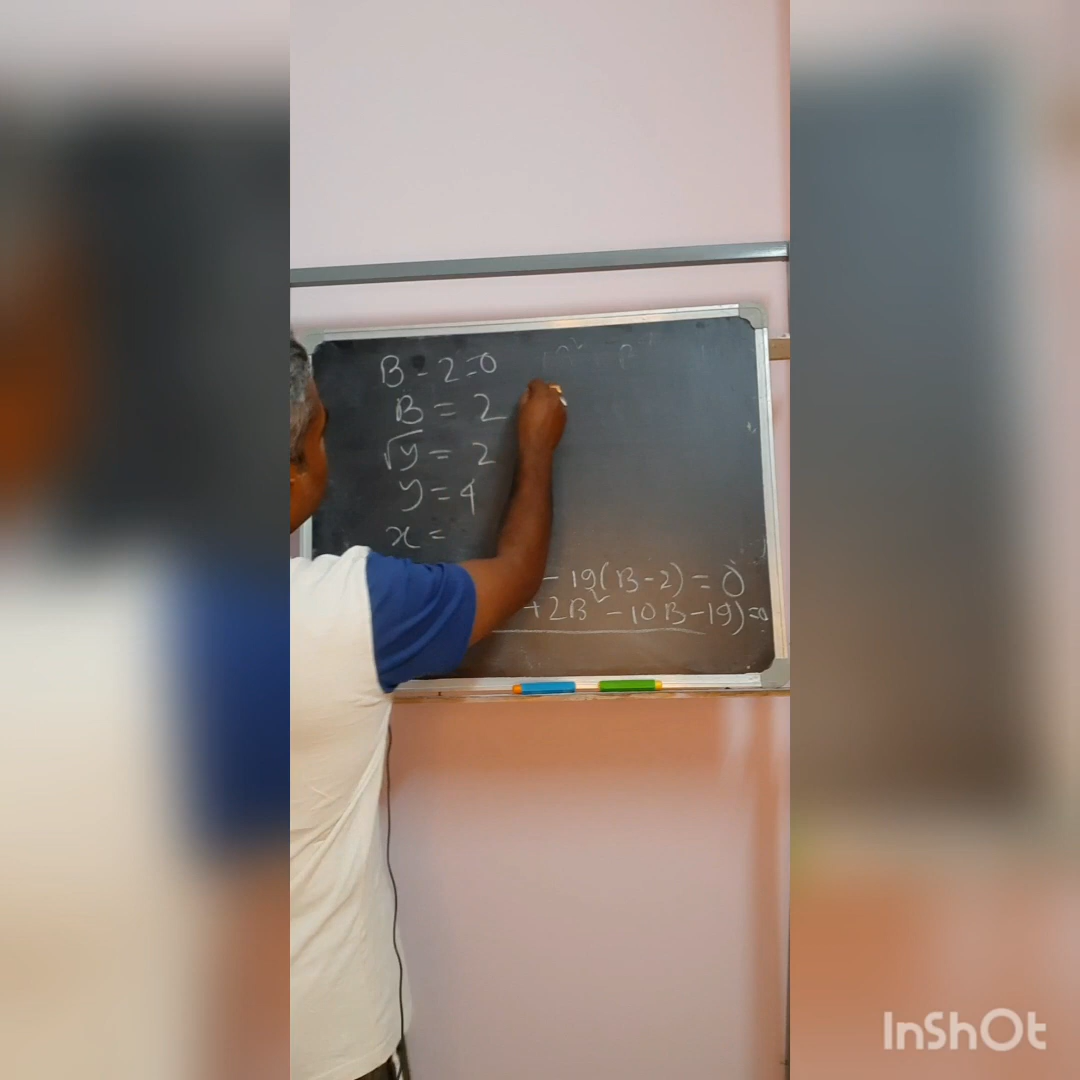 B - 2 = 0
B = 2
√y = 2
y = 4
x =
- 19(B-2) = 0
+2B² - 10B - 19) = 0
InShOt